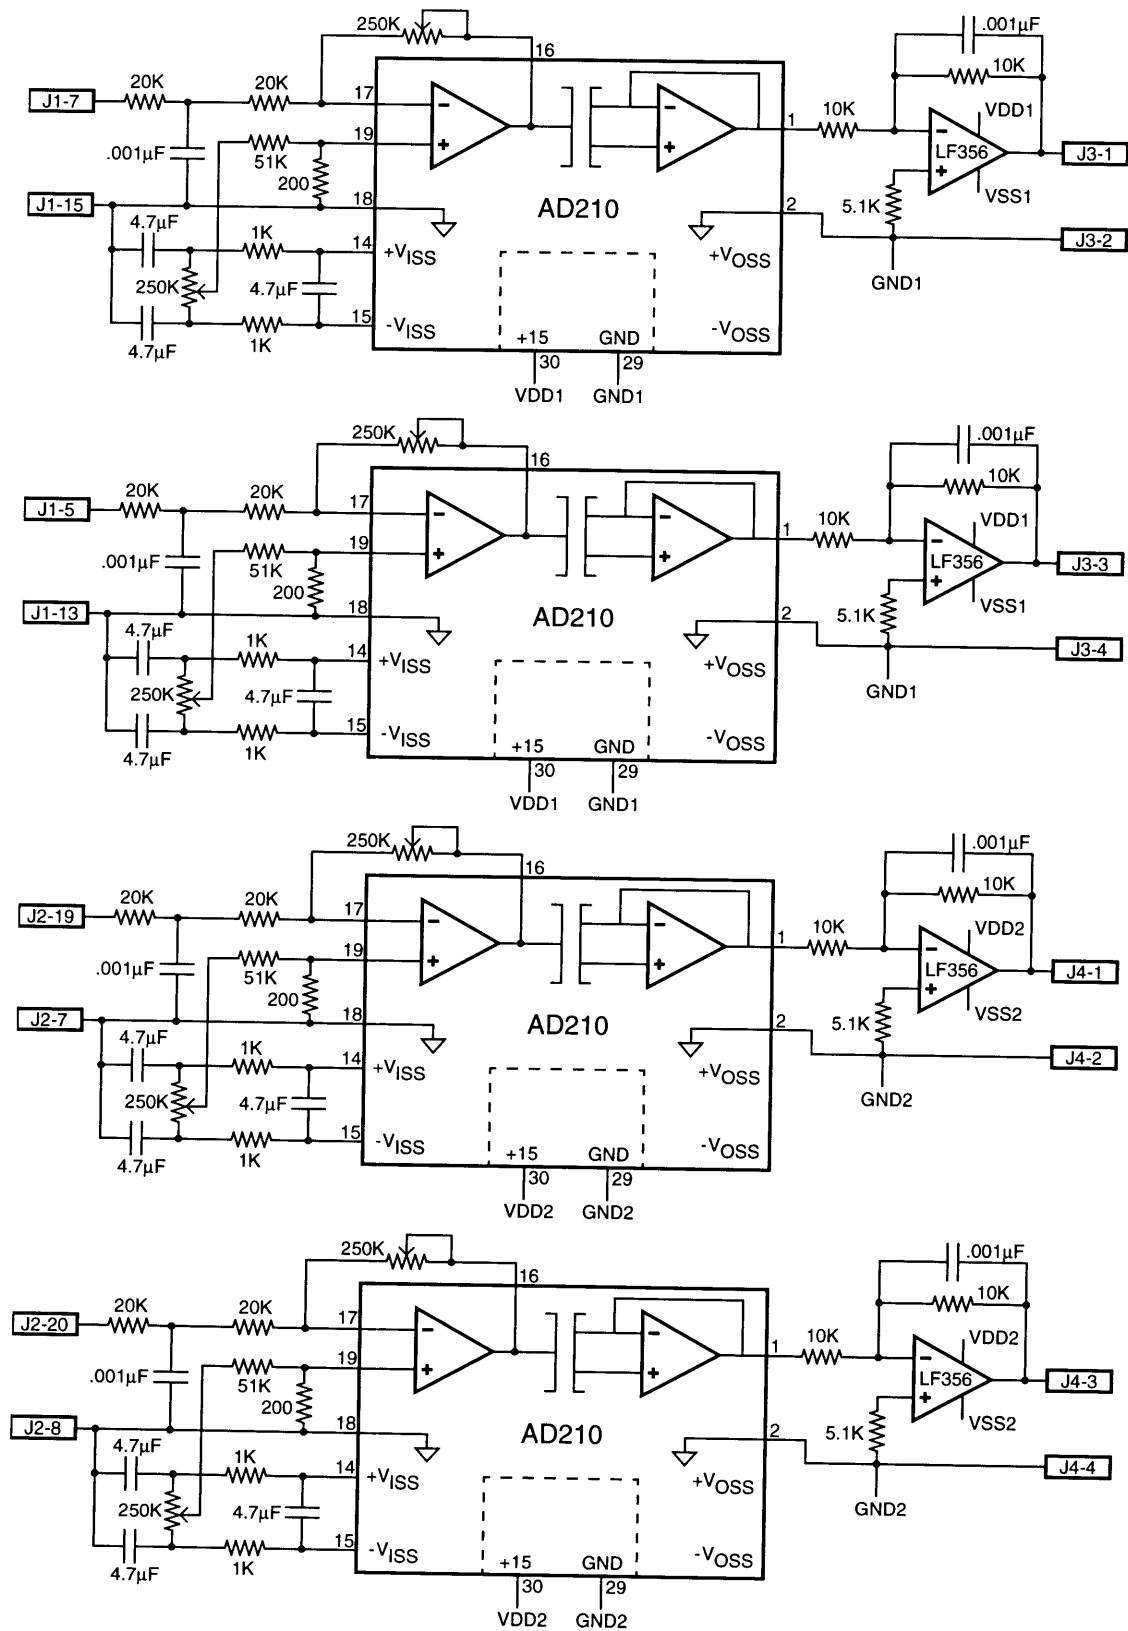 250K
16
.001µF
10K
20K
20K
17
J1-7
19
.001µF
51K
200
1
10K
VDD1
LF356
J3-1
VSS1
J1-15
18
AD210
2
5.1K
4.7µF
1K
14
+VISS
+VOSS
J3-2
250K
4.7µF
GND1
15
-VISS
-VOSS
4.7µF
1K
+15
GND
30
29
VDD1
GND1
250K
16
.001µF
10K
20K
20K
17
J1-5
19
.001µF
51K
200
1
10K
VDD1
LF356
J3-3
VSS1
J1-13
18
AD210
2
5.1K
4.7µF
1K
14
+VISS
+VOSS
J3-4
250K
4.7µF
GND1
15
-VISS
-VOSS
4.7µF
1K
+15
GND
30
29
VDD1
GND1
250K
16
.001µF
10K
20K
20K
17
J2-19
19
.001µF
51K
200
1
10K
VDD2
LF356
J4-1
VSS2
J2-7
18
AD210
2
5.1K
4.7µF
1K
14
+VISS
+VOSS
J4-2
250K
4.7µF
GND2
15
-VISS
-VOSS
4.7µF
1K
+15
GND
30
29
VDD2
GND2
250K
16
.001µF
10K
20K
20K
17
J2-20
19
.001µF
51K
200
1
10K
VDD2
LF356
J4-3
VSS2
J2-8
18
AD210
2
5.1K
4.7µF
1K
14
+VISS
+VOSS
J4-4
250K
4.7µF
GND2
15
-VISS
-VOSS
4.7µF
1K
+15
GND
30
29
VDD2
GND2